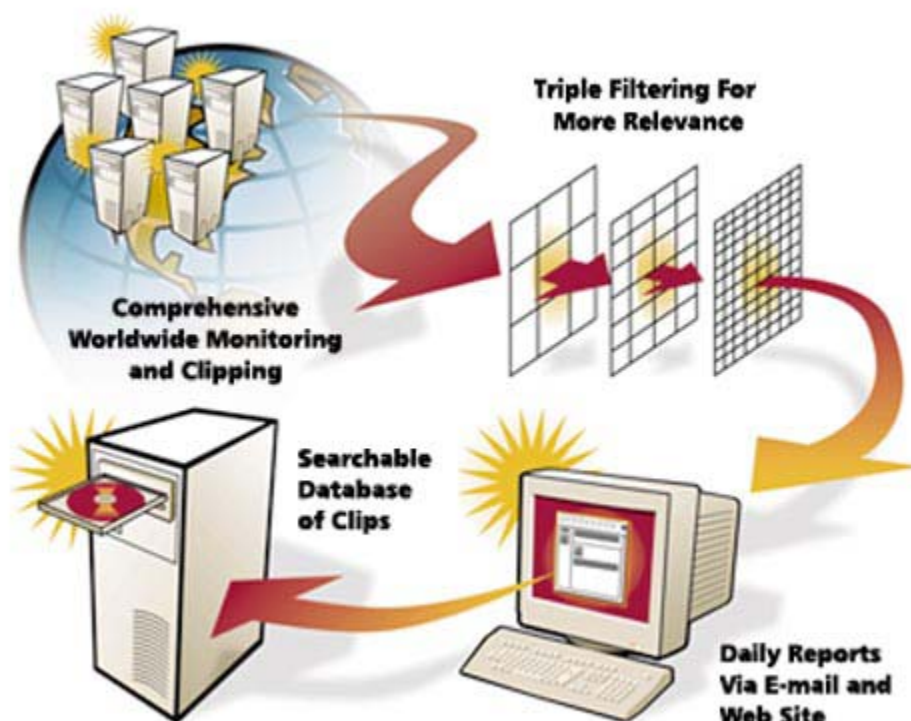 Triple Filtering For
More Relevance
Comprehensive
Worldwide Monitoring
and Clipping
Searchable
Database
of Clips
Daily Reports
Via E-mail and
Web Site